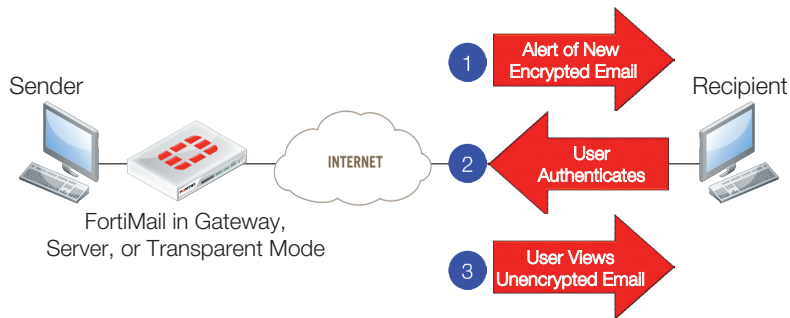 1
Alert of New
Encrypted Email
Sender
Recipient
INTERNET
2
User
Authenticates
FORTINET
FortiMail in Gateway,
Server, or Transparent Mode
3
User Views
Unencrypted Email